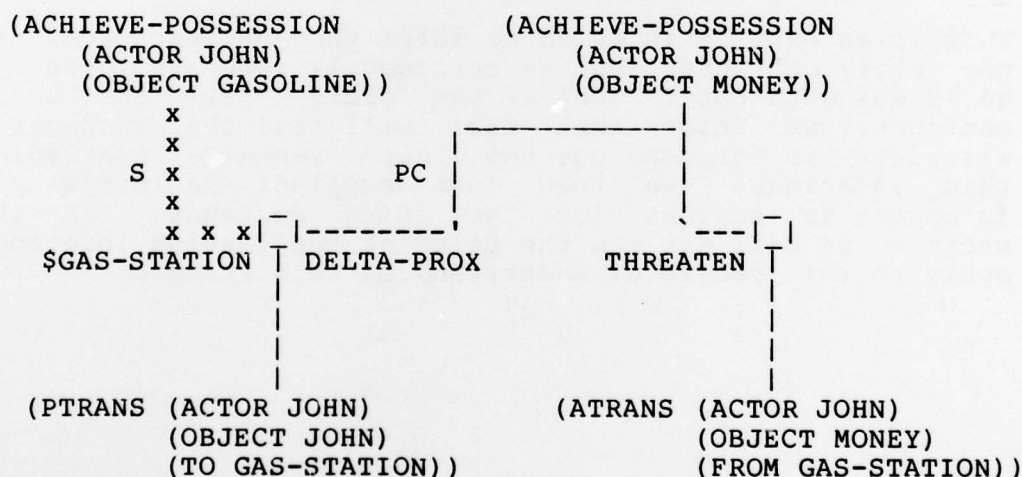 (ACHIEVE-POSSESSION (ACHIEVE-POSSESSION
(ACTOR JOHN) (ACTOR JOHN)
(OBJECT GASOLINE)) (OBJECT MONEY))
x
x
S x PC
x
x x x
$GAS-STATION DELTA-PROX THREATEN
(PTRANS (ACTOR JOHN) (ATRANS (ACTOR JOHN)
(OBJECT JOHN) (OBJECT MONEY)
(TO GAS-STATION)) (FROM GAS-STATION))